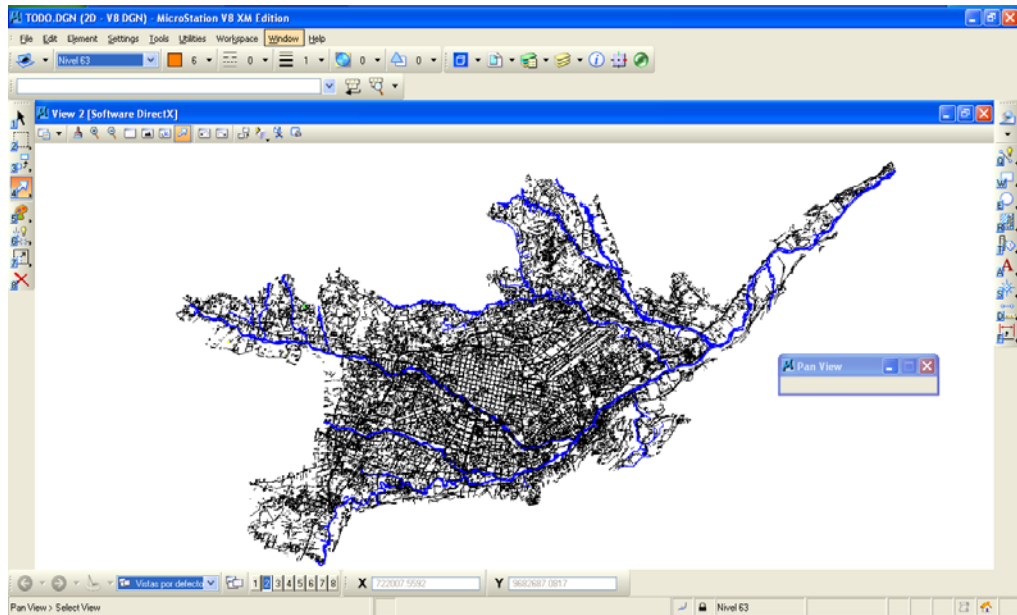 TODO.DGN (2D - V8 DGN) - MicroStation V8 XM Edition
File Edit Element Settings Tools Utilities Workspace Window Help
Nivel 63 6 0 1 0 0
View 2 [Software DirectX]
Pan View
Vistas por defecto 1 2 3 4 5 6 7 8 X 722007.5592 Y 9682687.0817
Pan View > Select View Nivel 63